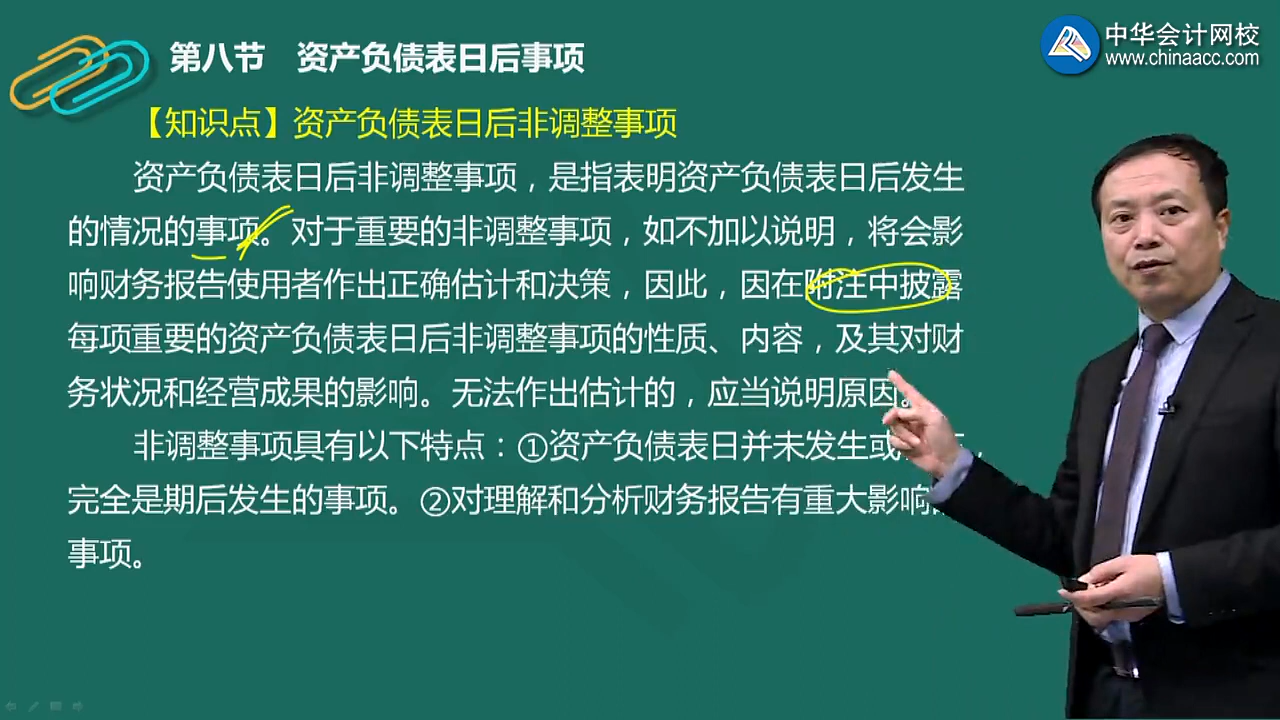 第八节 资产负债表日后事项
中华会计网校
www.chinaacc.com
【知识点】资产负债表日后非调整事项
资产负债表日后非调整事项，是指表明资产负债表日后发生
的情况的事项。对于重要的非调整事项，如不加以说明，将会影
响财务报告使用者作出正确估计和决策，因此，因在附注中披露
每项重要的资产负债表日后非调整事项的性质、内容，及其对财
务状况和经营成果的影响。无法作出估计的，应当说明原因。
非调整事项具有以下特点：①资产负债表日并未发生或
完全是期后发生的事项。②对理解和分析财务报告有重大影响
事项。